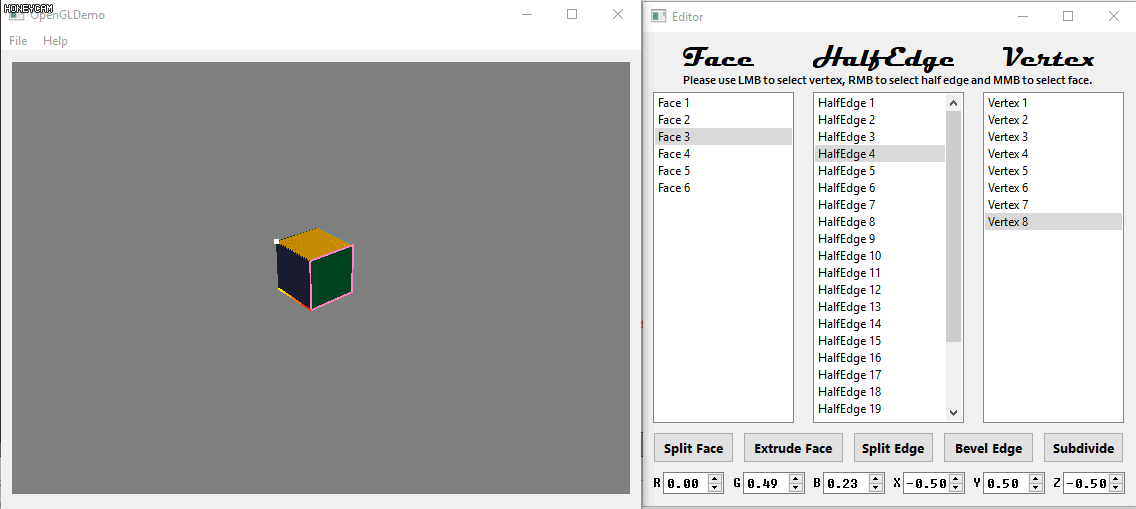 HONEYCAM
OpenGLDemo
File Help
Editor
Face HalfEdge Vertex
Please use LMB to select vertex, RMB to select half edge and MMB to select face.
Face 1
Face 2
Face 3
Face 4
Face 5
Face 6
HalfEdge 1
HalfEdge 2
HalfEdge 3
HalfEdge 4
HalfEdge 5
HalfEdge 6
HalfEdge 7
HalfEdge 8
HalfEdge 9
HalfEdge 10
HalfEdge 11
HalfEdge 12
HalfEdge 13
HalfEdge 14
HalfEdge 15
HalfEdge 16
HalfEdge 17
HalfEdge 18
HalfEdge 19
Vertex 1
Vertex 2
Vertex 3
Vertex 4
Vertex 5
Vertex 6
Vertex 7
Vertex 8
Split Face Extrude Face Split Edge Bevel Edge Subdivide
R 0.00 G 0.49 B 0.23 X -0.50 Y 0.50 Z -0.50